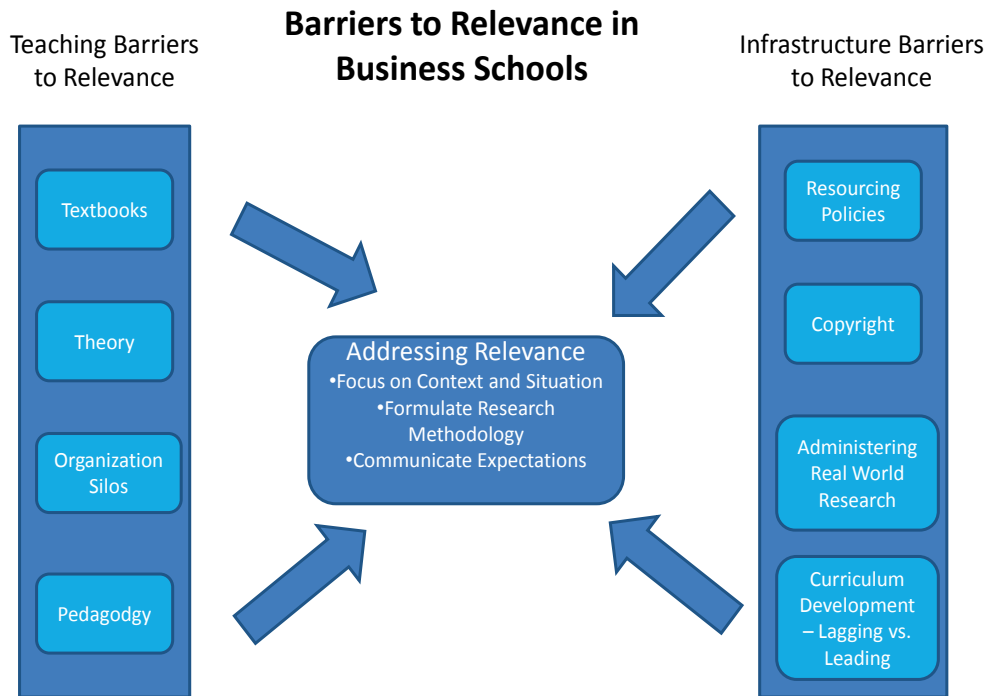 Barriers to Relevance in
Business Schools
Teaching Barriers
to Relevance
Textbooks
Theory
Organization
Silos
Pedagodgy
Addressing Relevance
•Focus on Context and Situation
•Formulate Research
Methodology
•Communicate Expectations
Infrastructure Barriers
to Relevance
Resourcing
Policies
Copyright
Administering
Real World
Research
Curriculum
Development
– Lagging vs.
Leading